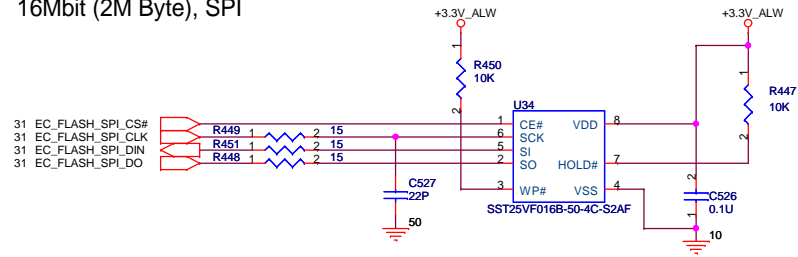 16Mbit (2M Byte), SPI
+3.3V_ALW
+3.3V_ALW
1
R450
10K
2
1
R447
10K
2
U34
31 EC_FLASH_SPI_CS#
1 CE# VDD 8
31 EC_FLASH_SPI_CLK R449 1 2 15
6 SCK
31 EC_FLASH_SPI_DIN R451 1 2 15
5 SI
31 EC_FLASH_SPI_DO R448 1 2 15
2 SO HOLD# 7
3 WP# VSS 4
SST25VF016B-50-4C-S2AF
C527
22P
50
2
C526
0.1U
1
10